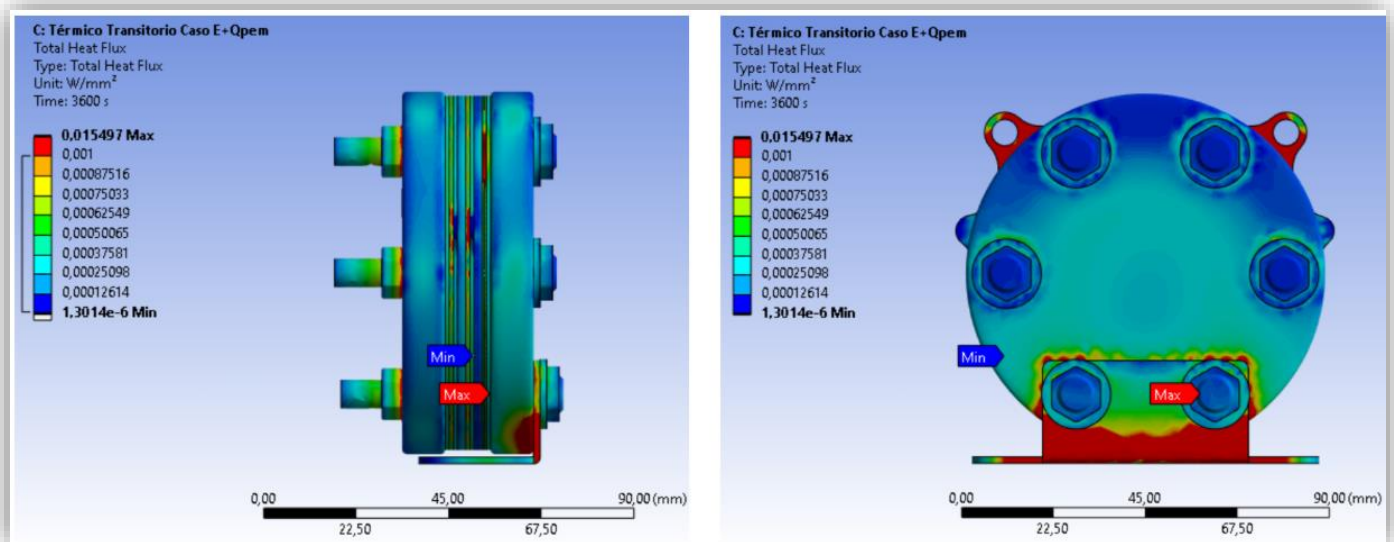 C: Térmico Transitorio Caso E+Qpem
Total Heat Flux
Type: Total Heat Flux
Unit: W/mm²
Time: 3600 s
0,015497 Max
0,001
0,00087516
0,00075033
0,00062549
0,00050065
0,00037581
0,00025098
0,00012614
1,3014e-6 Min
Min
Max
0,00 45,00 90,00 (mm)
22,50 67,50
C: Térmico Transitorio Caso E+Qpem
Total Heat Flux
Type: Total Heat Flux
Unit: W/mm²
Time: 3600 s
0,015497 Max
0,001
0,00087516
0,00075033
0,00062549
0,00050065
0,00037581
0,00025098
0,00012614
1,3014e-6 Min
Min
Max
0,00 45,00 90,00 (mm)
22,50 67,50